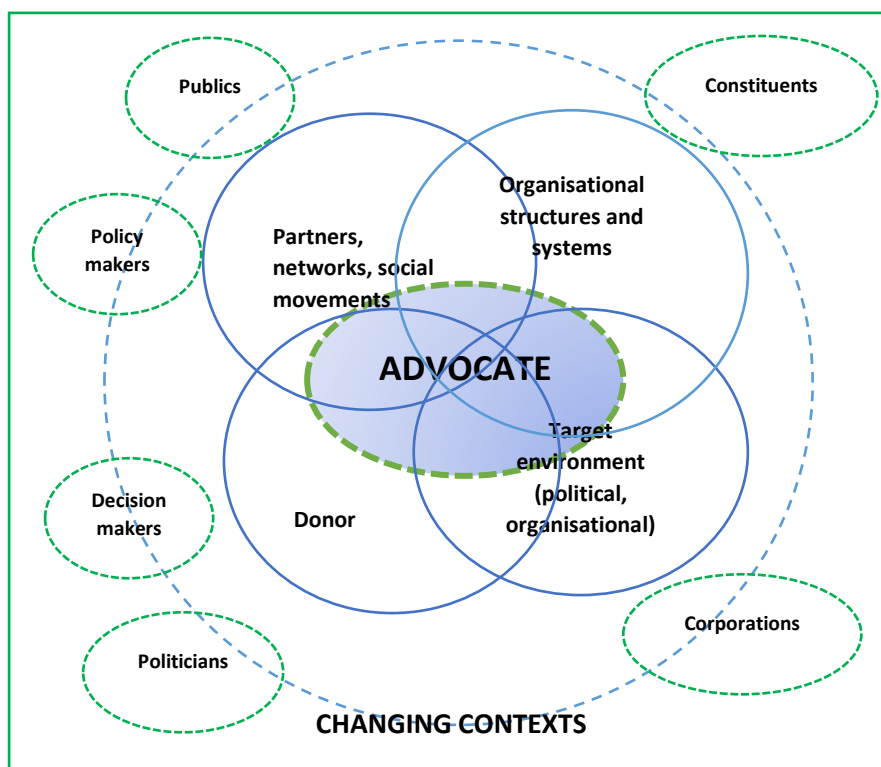 Publics
Constituents
Organisational
structures and
systems
Policy
makers
Partners,
networks, social
movements
ADVOCATE
Target
environment
(political,
organisational)
Decision
makers
Donor
Corporations
Politicians
CHANGING CONTEXTS